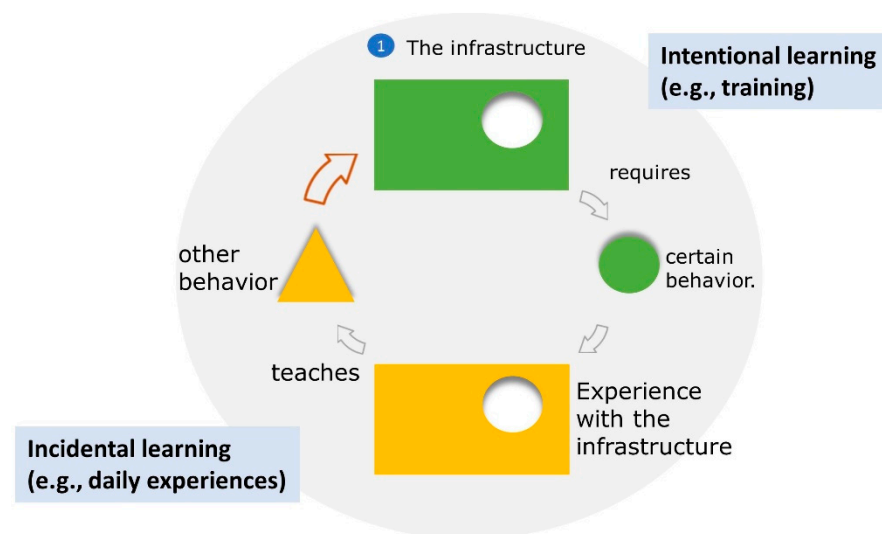 1 The infrastructure
Intentional learning
(e.g., training)
requires
certain
behavior.
other
behavior
teaches
Experience
with the
infrastructure
Incidental learning
(e.g., daily experiences)